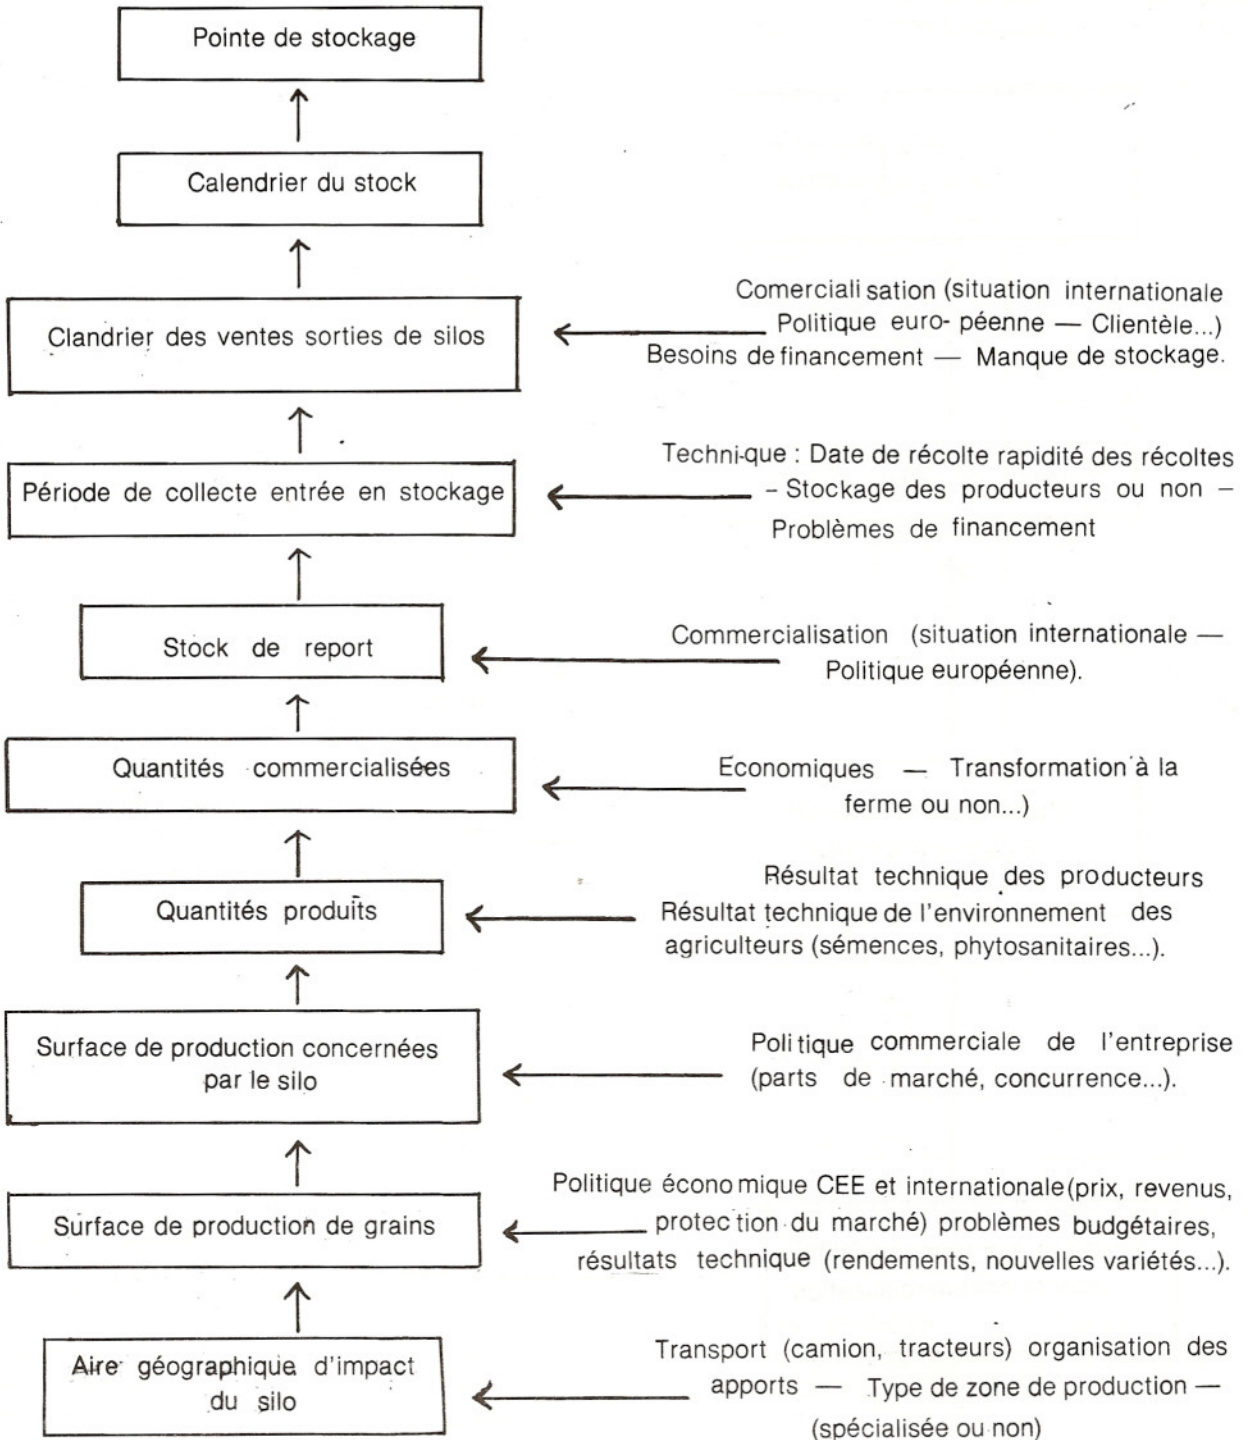 Pointe de stockage
Calendrier du stock
Clandrier des ventes sorties de silos
Comerciali sation (situation internationale
Politique euro- péenne — Clientèle...)
Besoins de financement — Manque de stockage.
Période de collecte entrée en stockage
Techni-que : Date de récolte rapidité des récoltes
– Stockage des producteurs ou non –
Problèmes de financement
Stock de report
Commercialisation (situation internationale —
Politique européenne).
Quantités commercialisées
Economiques — Transformation à la
ferme ou non...)
Quantités produits
Résultat technique des producteurs
Résultat technique de l'environnement des
agriculteurs (sémences, phytosanitaires...).
Surface de production concernées
par le silo
Politique commerciale de l'entreprise
(parts de marché, concurrence...).
Surface de production de grains
Politique économique CEE et internationale (prix, revenus,
protection du marché) problèmes budgétaires,
résultats technique (rendements, nouvelles variétés...).
Aire géographique d'impact
du silo
Transport (camion, tracteurs) organisation des
apports — Type de zone de production —
(spécialisée ou non)